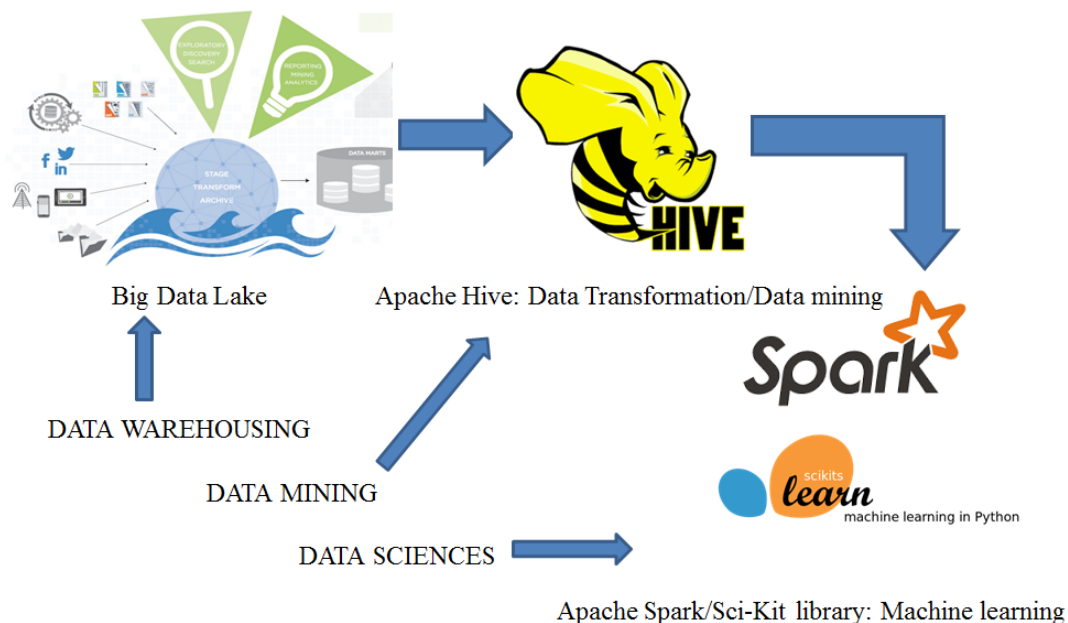 EXPLORATORY
DISCOVERY
SEARCH
REPORTING
MINING
ANALYTICS
f
in
STAGE
TRANSFORM
ARCHIVE
DATA MARTS
HIVE
Big Data Lake
Apache Hive: Data Transformation/Data mining
Spark
DATA WAREHOUSING
DATA MINING
scikits
learn
machine learning in Python
DATA SCIENCES
Apache Spark/Sci-Kit library: Machine learning